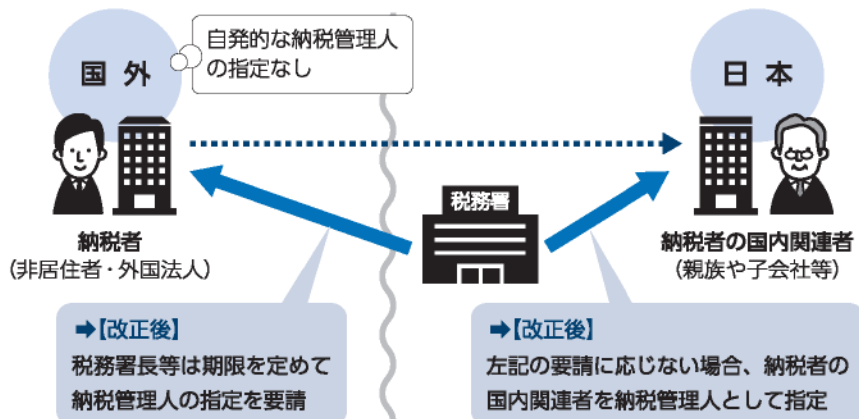 国 外
自発的な納税管理人
の指定なし
日 本
税務署
納税者
(非居住者・外国法人)
納税者の国内関連者
(親族や子会社等)
➡【改正後】
税務署長等は期限を定めて
納税管理人の指定を要請
➡【改正後】
左記の要請に応じない場合、納税者の
国内関連者を納税管理人として指定